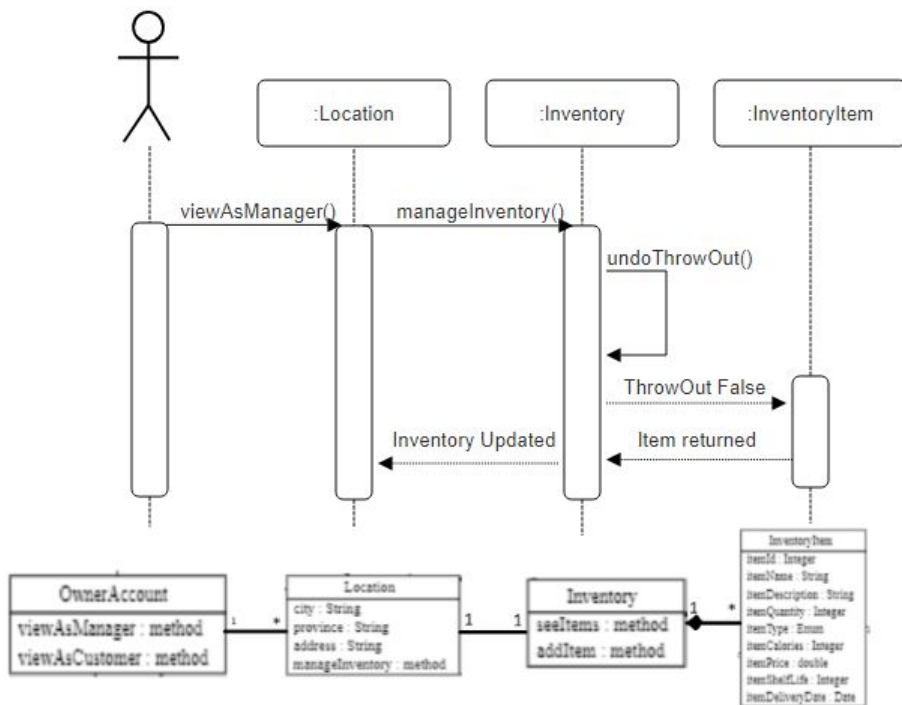 :Location
:Inventory
:InventoryItem
viewAsManager()
manageInventory()
undoThrowOut()
ThrowOut False
Inventory Updated
Item returned
OwnerAccount
viewAsManager : method
viewAsCustomer : method
1
*
Location
city : String
province : String
address : String
manageInventory : method
1
1
Inventory
seeItems : method
addItem : method
1
*
InventoryItem
itemId : Integer
itemName : String
itemDescription : String
itemQuantity : Integer
itemType : Enum
itemCalories : Integer
itemPrice : double
itemShelfLife : Integer
itemDeliveryDate : Date